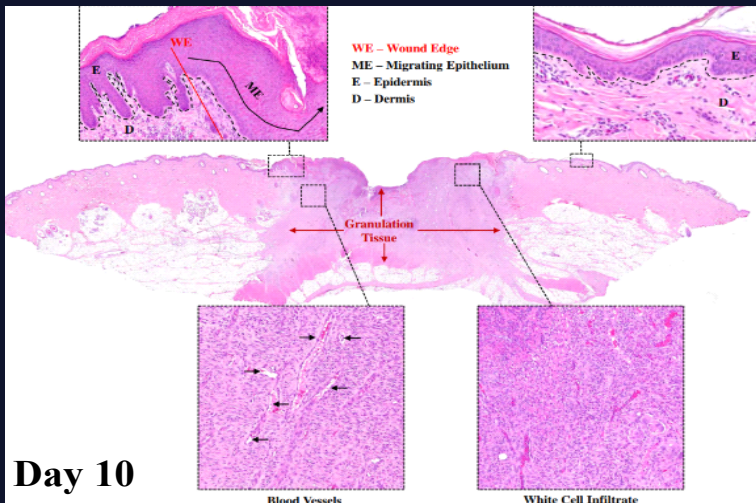 WE
E
D
ME
WE – Wound Edge
ME – Migrating Epithelium
E – Epidermis
D – Dermis
E
D
Granulation
Tissue
Day 10
Blood Vessels
White Cell Infiltrate